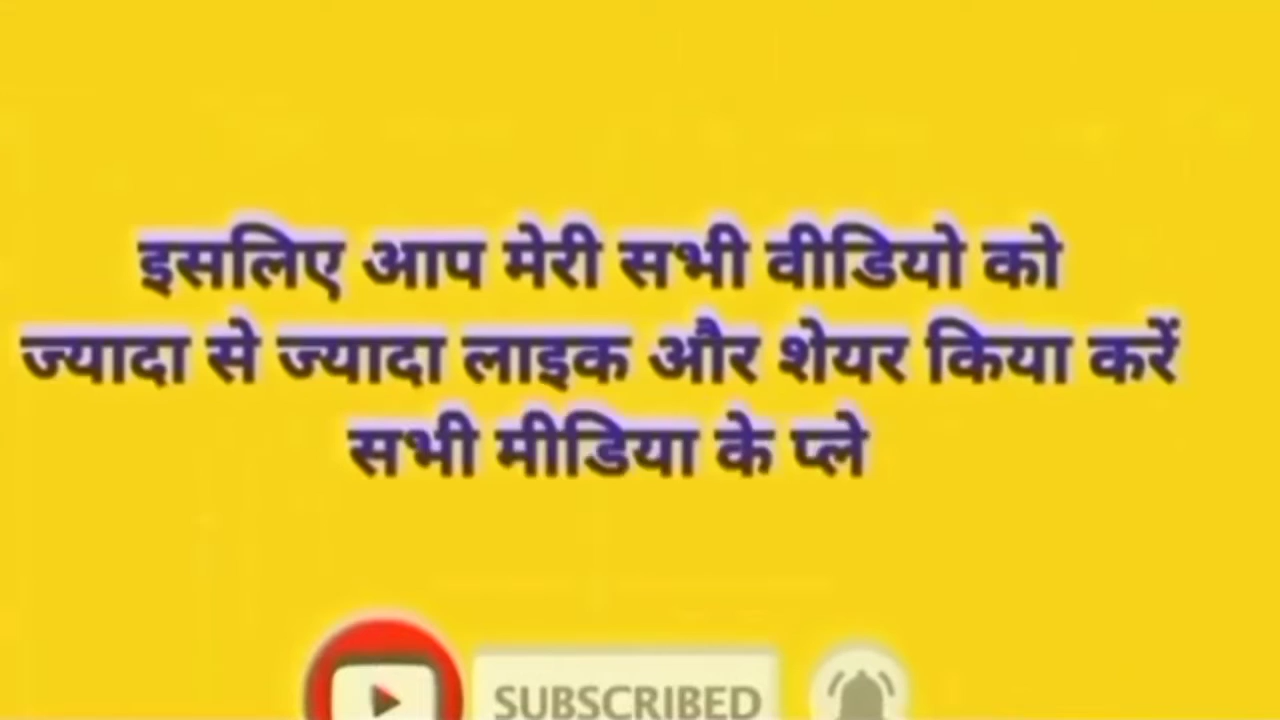 इसलिए आप मेरी सभी वीडियो को
ज्यादा से ज्यादा लाइक और शेयर किया करें
सभी मीडिया के प्ले
SUBSCRIBED